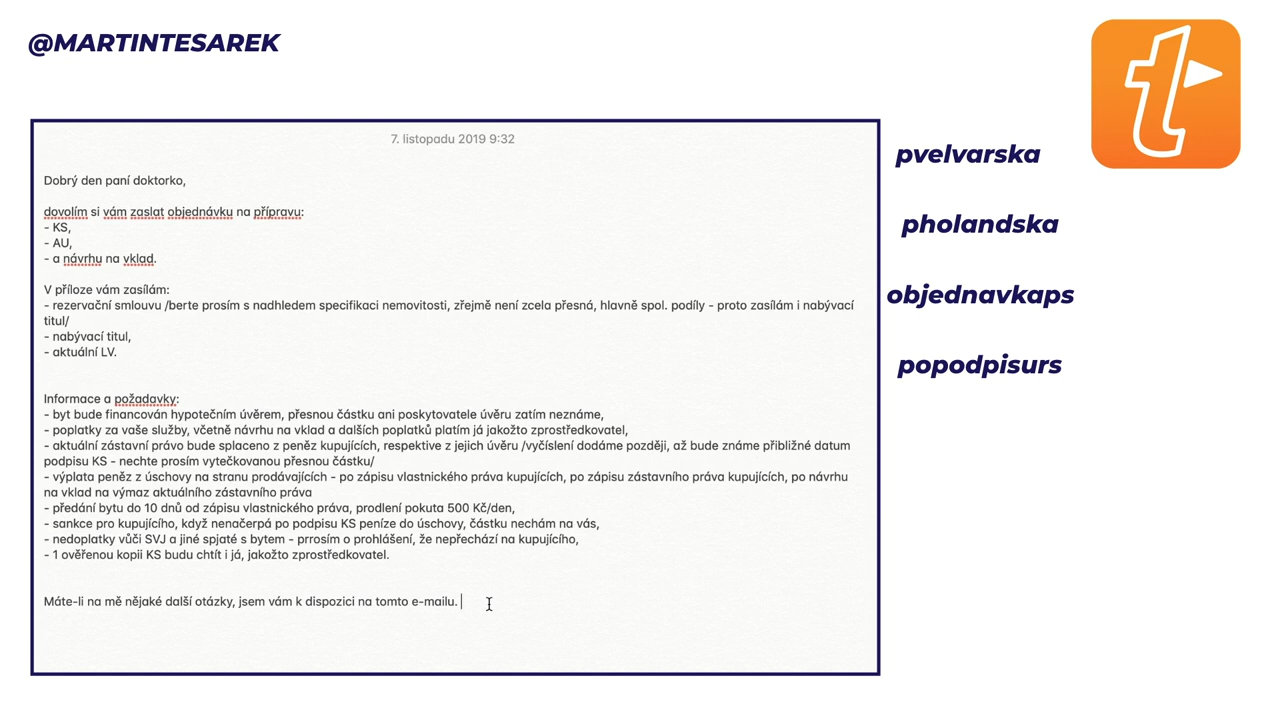 @MARTINTESAREK
t
7. listopadu 2019 9:32
Dobrý den paní doktorko,
dovolím si vám zaslat objednávku na přípravu:
- KS,
- AU,
- a návrhu na vklad.
V příloze vám zasílám:
- rezervační smlouvu /berte prosím s nadhledem specifikaci nemovitosti, zřejmě není zcela přesná, hlavně spol. podíly - proto zasílám i nabývací
titul/
- nabývací titul,
- aktuální LV.
Informace a požadavky:
- byt bude financován hypotečním úvěrem, přesnou částku ani poskytovatele úvěru zatím neznáme,
- poplatky za vaše služby, včetně návrhu na vklad a dalších poplatků platím já jakožto zprostředkovatel,
- aktuální zástavní právo bude splaceno z peněz kupujících, respektive z jejich úvěru /vyčíslení dodáme později, až bude známe přibližné datum
podpisu KS - nechte prosím vytečkovanou přesnou částku/
- výplata peněz z úschovy na stranu prodávajících - po zápisu vlastnického práva kupujících, po zápisu zástavního práva kupujících, po návrhu
na vklad na výmaz aktuálního zástavního práva
- předání bytu do 10 dnů od zápisu vlastnického práva, prodlení pokuta 500 Kč/den,
- sankce pro kupujícího, když nenačerpá po podpisu KS peníze do úschovy, částku nechám na vás,
- nedoplatky vůči SVJ a jiné spjaté s bytem - prrosím o prohlášení, že nepřechází na kupujícího,
- 1 ověřenou kopii KS budu chtít i já, jakožto zprostředkovatel.
Máte-li na mě nějaké další otázky, jsem vám k dispozici na tomto e-mailu.
pvelvarska
pholandska
objednavkaps
popodpisurs